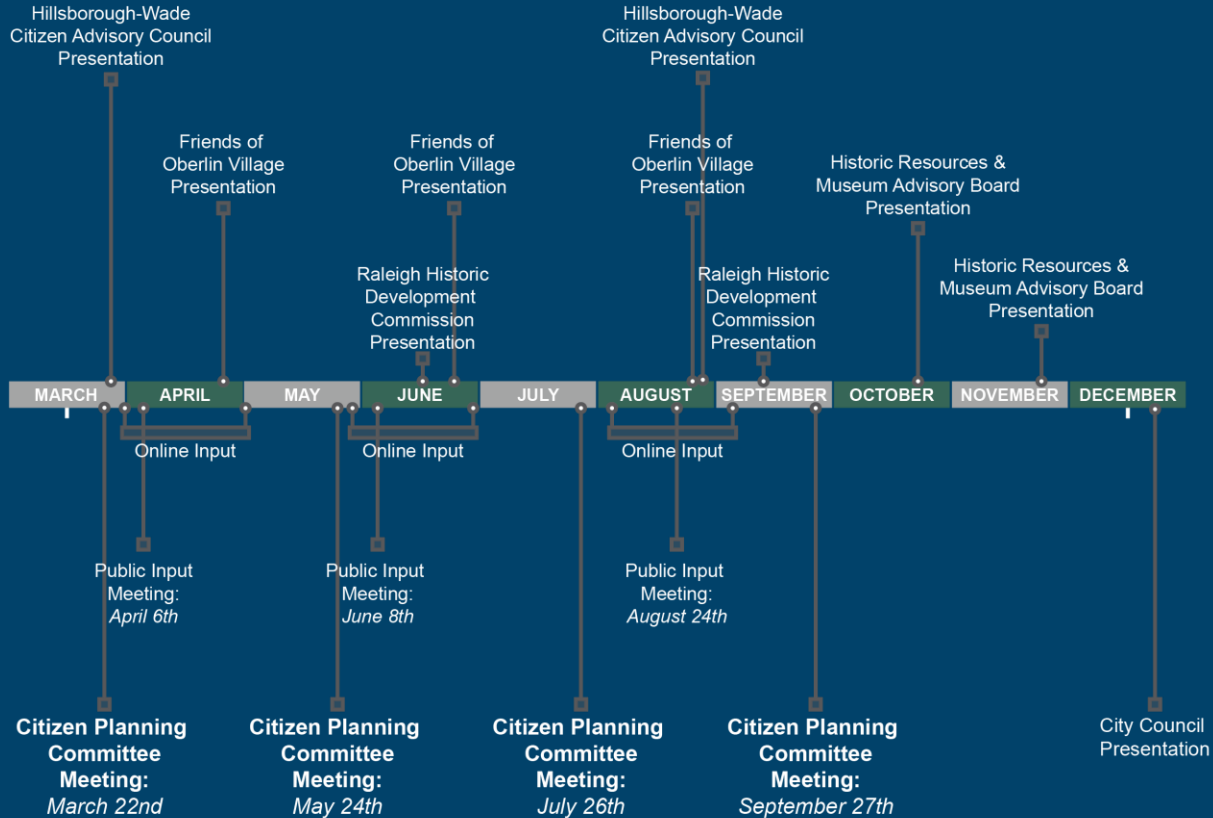 Hillsborough-Wade
Citizen Advisory Council
Presentation
Hillsborough-Wade
Citizen Advisory Council
Presentation
Friends of
Oberlin Village
Presentation
Friends of
Oberlin Village
Presentation
Friends of
Oberlin Village
Presentation
Historic Resources &
Museum Advisory Board
Presentation
Raleigh Historic
Development
Commission
Presentation
Raleigh Historic
Development
Commission
Presentation
Historic Resources &
Museum Advisory Board
Presentation
MARCH
APRIL
MAY
JUNE
JULY
AUGUST
SEPTEMBER
OCTOBER
NOVEMBER
DECEMBER
Online Input
Online Input
Online Input
Public Input
Meeting:
April 6th
Public Input
Meeting:
June 8th
Public Input
Meeting:
August 24th
Citizen Planning
Committee
Meeting:
March 22nd
Citizen Planning
Committee
Meeting:
May 24th
Citizen Planning
Committee
Meeting:
July 26th
Citizen Planning
Committee
Meeting:
September 27th
City Council
Presentation